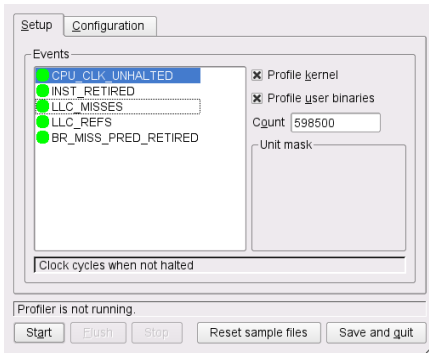 Setup
Configuration
Events
CPU_CLK_UNHALTED
INST_RETIRED
LLC_MISSES
LLC_REFS
BR_MISS_PRED_RETIRED
Profile kernel
Profile user binaries
Count 598500
Unit mask
Clock cycles when not halted
Profiler is not running.
Start Flush Stop Reset sample files Save and quit